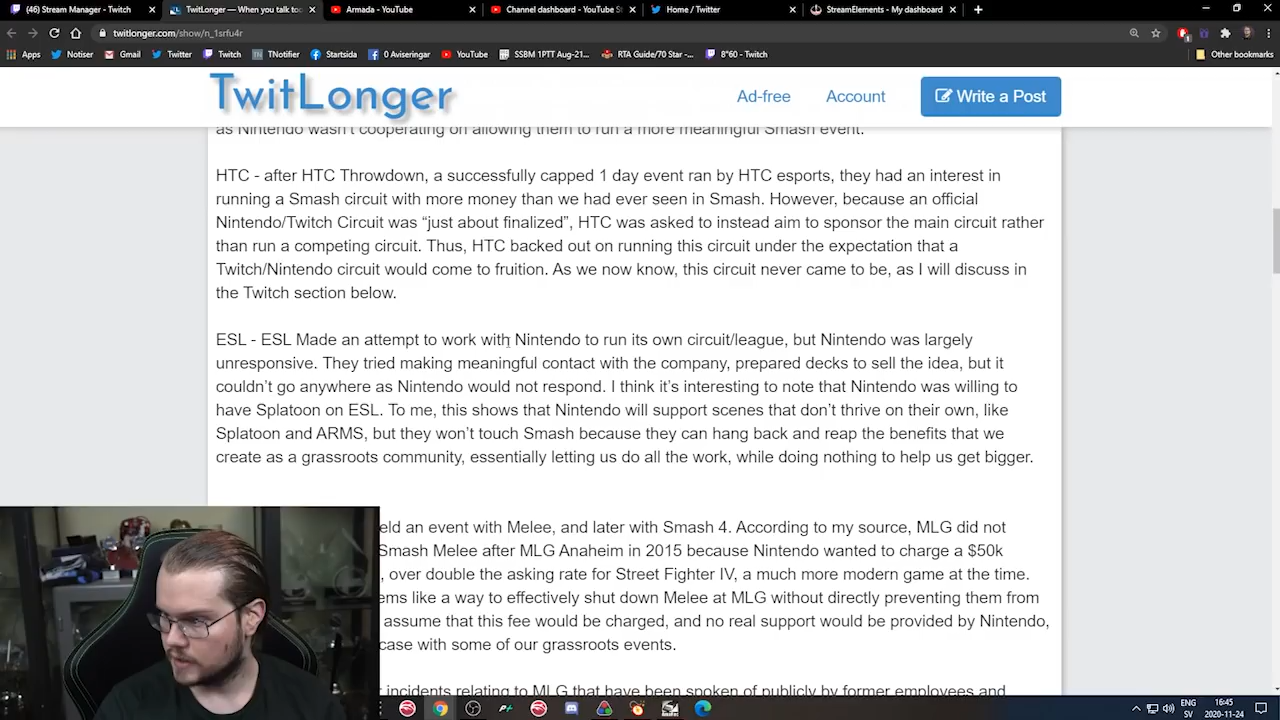 (46) Stream Manager - Twitch
TwitLonger — When you talk too
Armada - YouTube
Channel dashboard - YouTube S
Home / Twitter
StreamElements - My dashboard
twitlonger.com/show/n_1srfu4r
Apps
Notiser
Gmail
Twitter
Twitch
TNotifier
Startsida
0 Aviseringar
YouTube
SSBM 1PTT Aug-21...
RTA Guide/70 Star -...
8°60 - Twitch
Other bookmarks
TwitLonger
Ad-free
Account
Write a Post
as Nintendo wasn't cooperating on allowing them to run a more meaningful Smash event.
HTC - after HTC Throwdown, a successfully capped 1 day event ran by HTC esports, they had an interest in
running a Smash circuit with more money than we had ever seen in Smash. However, because an official
Nintendo/Twitch Circuit was “just about finalized”, HTC was asked to instead aim to sponsor the main circuit rather
than run a competing circuit. Thus, HTC backed out on running this circuit under the expectation that a
Twitch/Nintendo circuit would come to fruition. As we now know, this circuit never came to be, as I will discuss in
the Twitch section below.
ESL - ESL Made an attempt to work with Nintendo to run its own circuit/league, but Nintendo was largely
unresponsive. They tried making meaningful contact with the company, prepared decks to sell the idea, but it
couldn’t go anywhere as Nintendo would not respond. I think it’s interesting to note that Nintendo was willing to
have Splatoon on ESL. To me, this shows that Nintendo will support scenes that don’t thrive on their own, like
Splatoon and ARMS, but they won’t touch Smash because they can hang back and reap the benefits that we
create as a grassroots community, essentially letting us do all the work, while doing nothing to help us get bigger.
eld an event with Melee, and later with Smash 4. According to my source, MLG did not
Smash Melee after MLG Anaheim in 2015 because Nintendo wanted to charge a $50k
, over double the asking rate for Street Fighter IV, a much more modern game at the time.
ems like a way to effectively shut down Melee at MLG without directly preventing them from
assume that this fee would be charged, and no real support would be provided by Nintendo,
case with some of our grassroots events.
incidents relating to MLG that have been spoken of publicly by former employees and
ENG
SV
16:45
2020-11-24